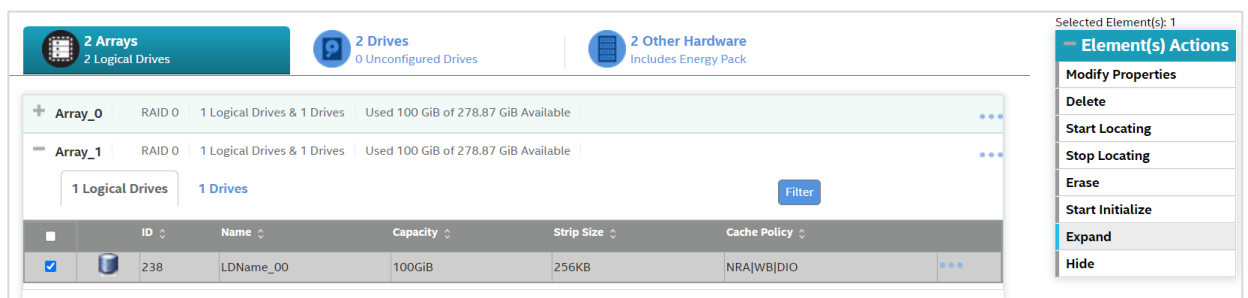 Selected Element(s): 1
2 Arrays
2 Logical Drives
2 Drives
0 Unconfigured Drives
2 Other Hardware
Includes Energy Pack
Element(s) Actions
Modify Properties
Delete
Start Locating
Stop Locating
Erase
Start Initialize
Expand
Hide
Array_0 RAID 0 1 Logical Drives & 1 Drives Used 100 GiB of 278.87 GiB Available
Array_1 RAID 0 1 Logical Drives & 1 Drives Used 100 GiB of 278.87 GiB Available
1 Logical Drives 1 Drives Filter
ID Name Capacity Strip Size Cache Policy
238 LDName_00 100GiB 256KB NRA|WB|DIO